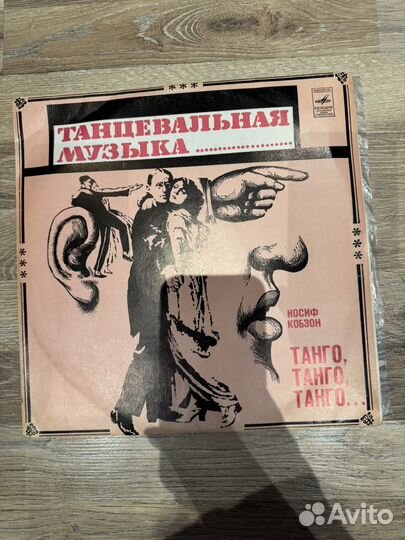 ТАНЦЕВАЛЬНАЯ
МУЗЫКА ....................
ИОСИФ
КОБЗОН
ТАНГО,
ТАНГО,
ТАНГО...
Avito